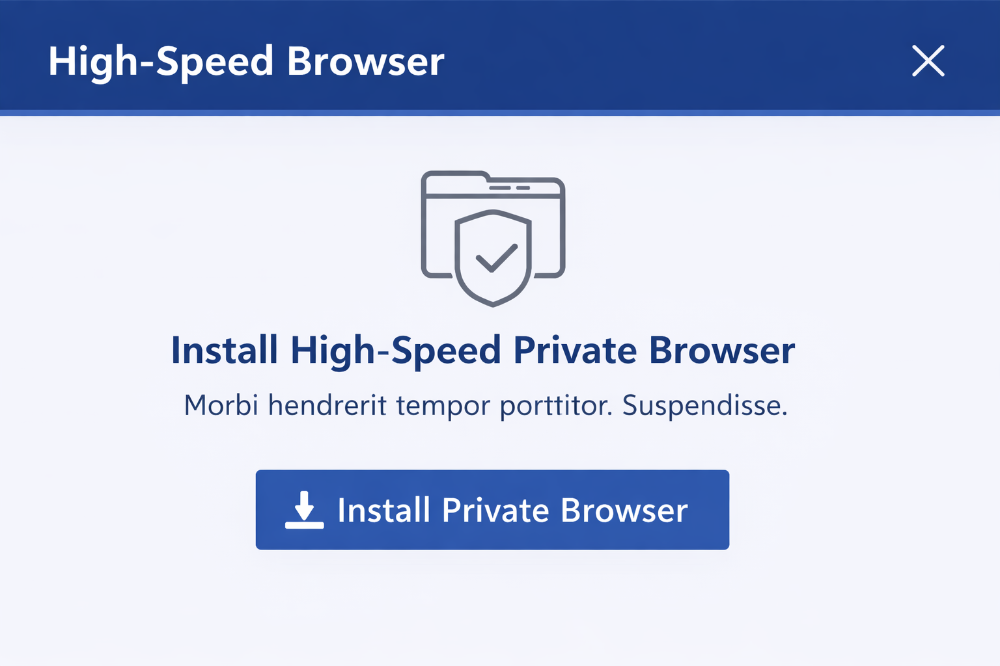 High-Speed Browser
Install High-Speed Private Browser
Morbi hendrerit tempor porttitor. Suspendisse.
Install Private Browser